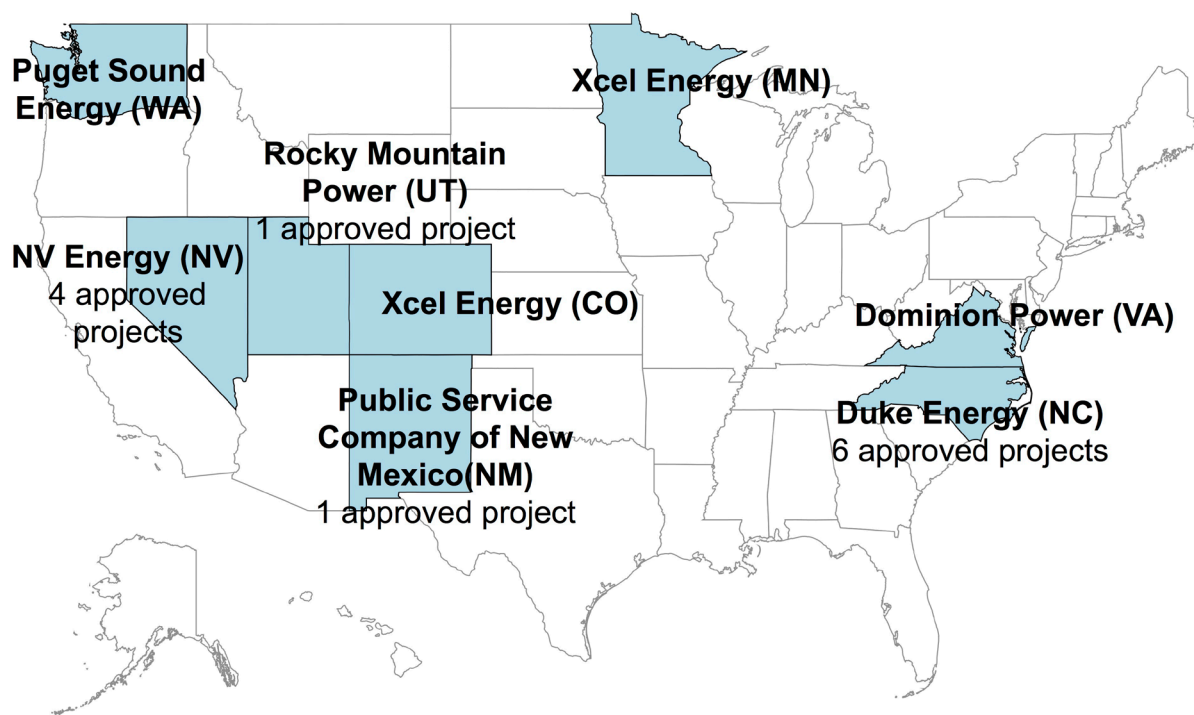 Puget Sound
Energy (WA)
Xcel Energy (MN)
Rocky Mountain
Power (UT)
1 approved project
NV Energy (NV)
4 approved
projects
Xcel Energy (CO)
Dominion Power (VA)
Public Service
Company of New
Mexico(NM)
1 approved project
Duke Energy (NC)
6 approved projects